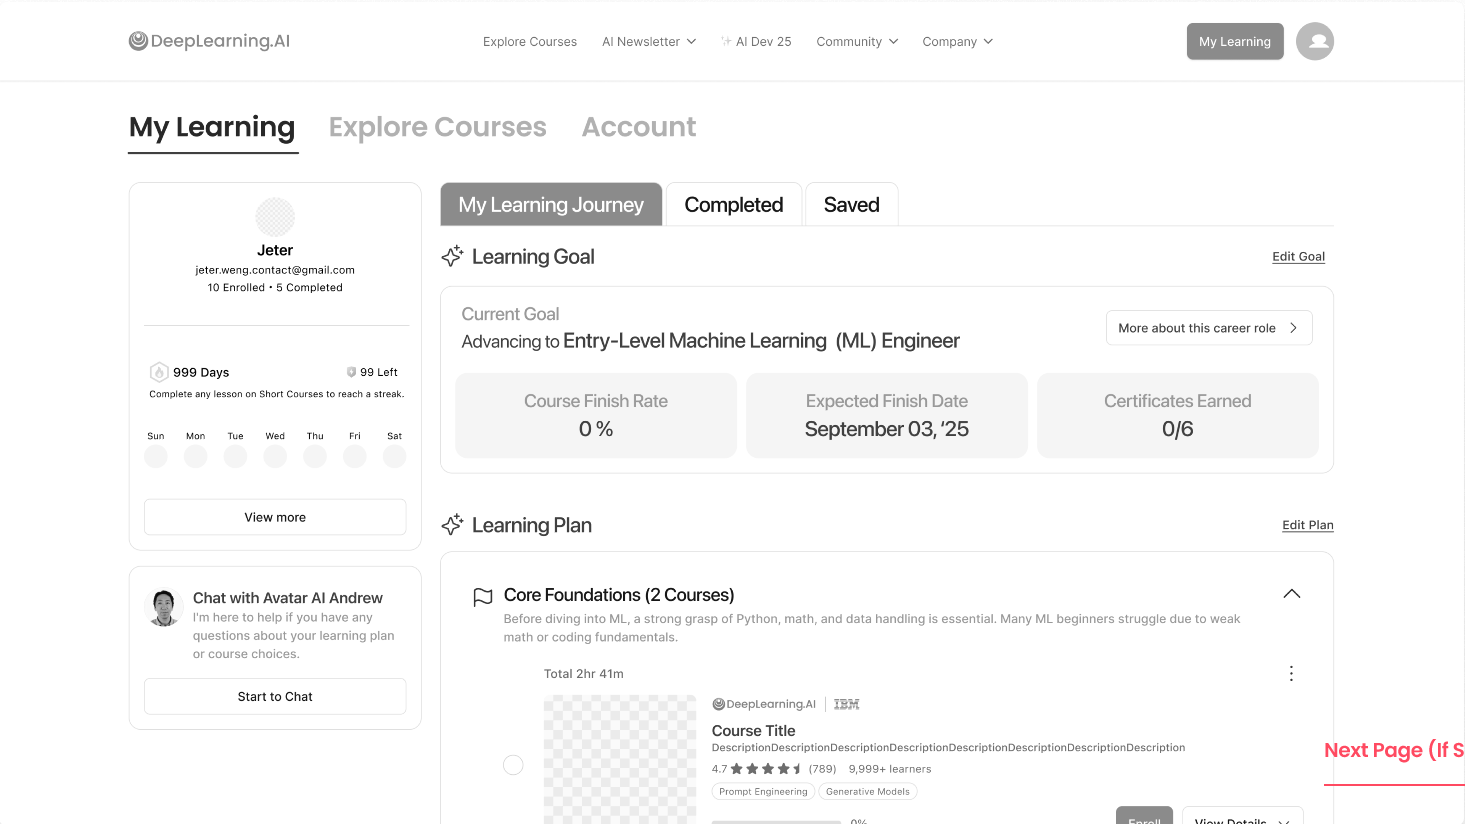 DeepLearning.AI
Explore Courses
AI Newsletter
AI Dev 25
Community
Company
My Learning
My Learning
Explore Courses
Account
Jeter
jeter.weng.contact@gmail.com
10 Enrolled • 5 Completed
999 Days
99 Left
Complete any lesson on Short Courses to reach a streak.
Sun Mon Tue Wed Thu Fri Sat
View more
Chat with Avatar AI Andrew
I'm here to help if you have any
questions about your learning plan
or course choices.
Start to Chat
My Learning Journey
Completed
Saved
Learning Goal
Edit Goal
Current Goal
Advancing to Entry-Level Machine Learning (ML) Engineer
More about this career role
Course Finish Rate
0 %
Expected Finish Date
September 03, ‘25
Certificates Earned
0/6
Learning Plan
Edit Plan
Core Foundations (2 Courses)
Before diving into ML, a strong grasp of Python, math, and data handling is essential. Many ML beginners struggle due to weak
math or coding fundamentals.
Total 2hr 41m
DeepLearning.AI
IBM
Course Title
DescriptionDescriptionDescriptionDescriptionDescriptionDescriptionDescriptionDescription
4.7 (789) 9,999+ learners
Prompt Engineering
Generative Models
0%
Enroll
View Details
Next Page (If S